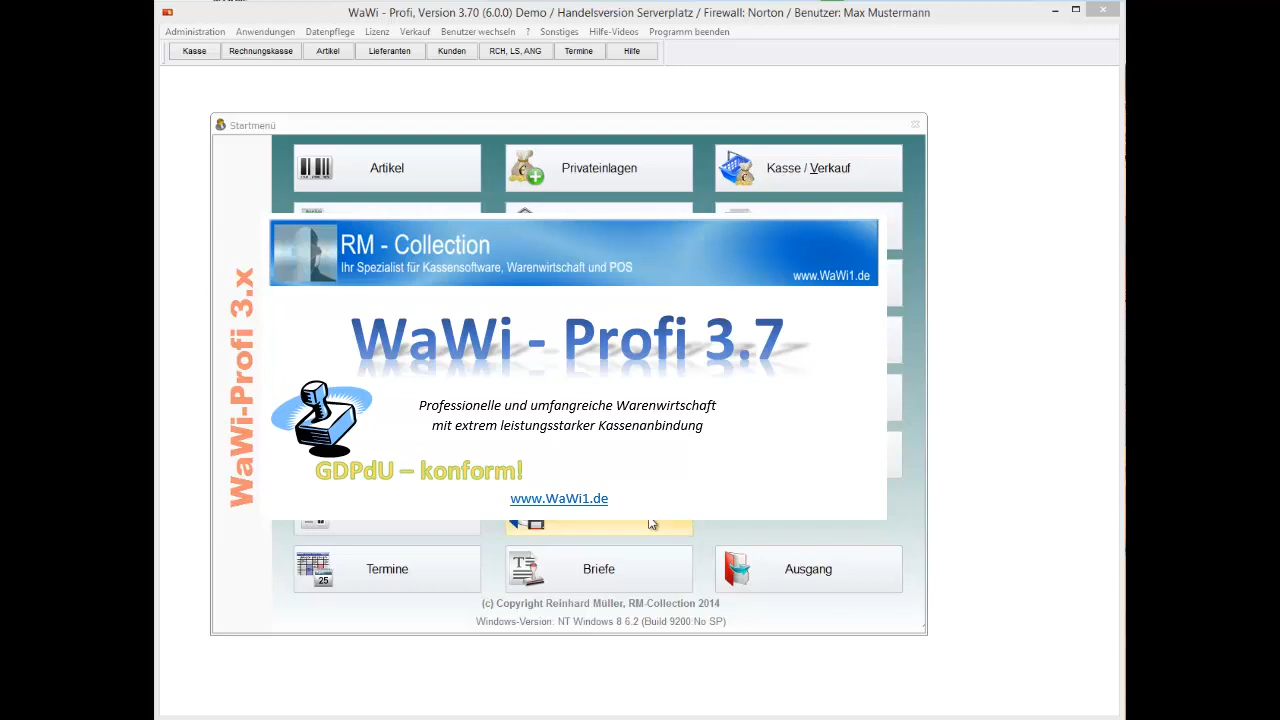 WaWi - Profi, Version 3.70 (6.0.0) Demo / Handelsversion Serverplatz / Firewall: Norton / Benutzer: Max Mustermann
Administration Anwendungen Datenpflege Lizenz Verkauf Benutzer wechseln ? Sonstiges Hilfe-Videos Programm beenden
Kasse Rechnungskasse Artikel Lieferanten Kunden RCH, LS, ANG Termine Hilfe
Startmenü
Artikel Privateinlagen Kasse / Verkauf
RM - Collection
Ihr Spezialist für Kassensoftware, Warenwirtschaft und POS
www.WaWi1.de
WaWi-Profi 3.x
WaWi - Profi 3.7
Professionelle und umfangreiche Warenwirtschaft
mit extrem leistungsstarker Kassenanbindung
GDPdU – konform!
www.WaWi1.de
25
Termine Briefe Ausgang
(c) Copyright Reinhard Müller, RM-Collection 2014
Windows-Version: NT Windows 8 6.2 (Build 9200 No SP)